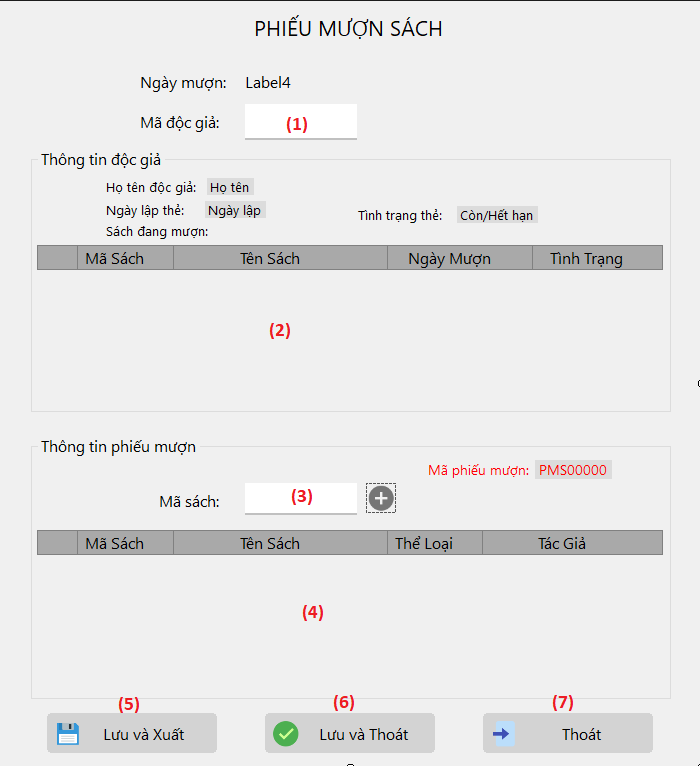 PHIẾU MƯỢN SÁCH
Ngày mượn: Label4
Mã độc giả: (1)
Thông tin độc giả
Họ tên độc giả: Họ tên
Ngày lập thẻ: Ngày lập
Tình trạng thẻ: Còn/Hết hạn
Sách đang mượn:
Mã Sách Tên Sách Ngày Mượn Tình Trạng
(2)
Thông tin phiếu mượn
Mã phiếu mượn: PMS00000
Mã sách: (3)
Mã Sách Tên Sách Thể Loại Tác Giả
(4)
(5) (6) (7)
Lưu và Xuất Lưu và Thoát Thoát